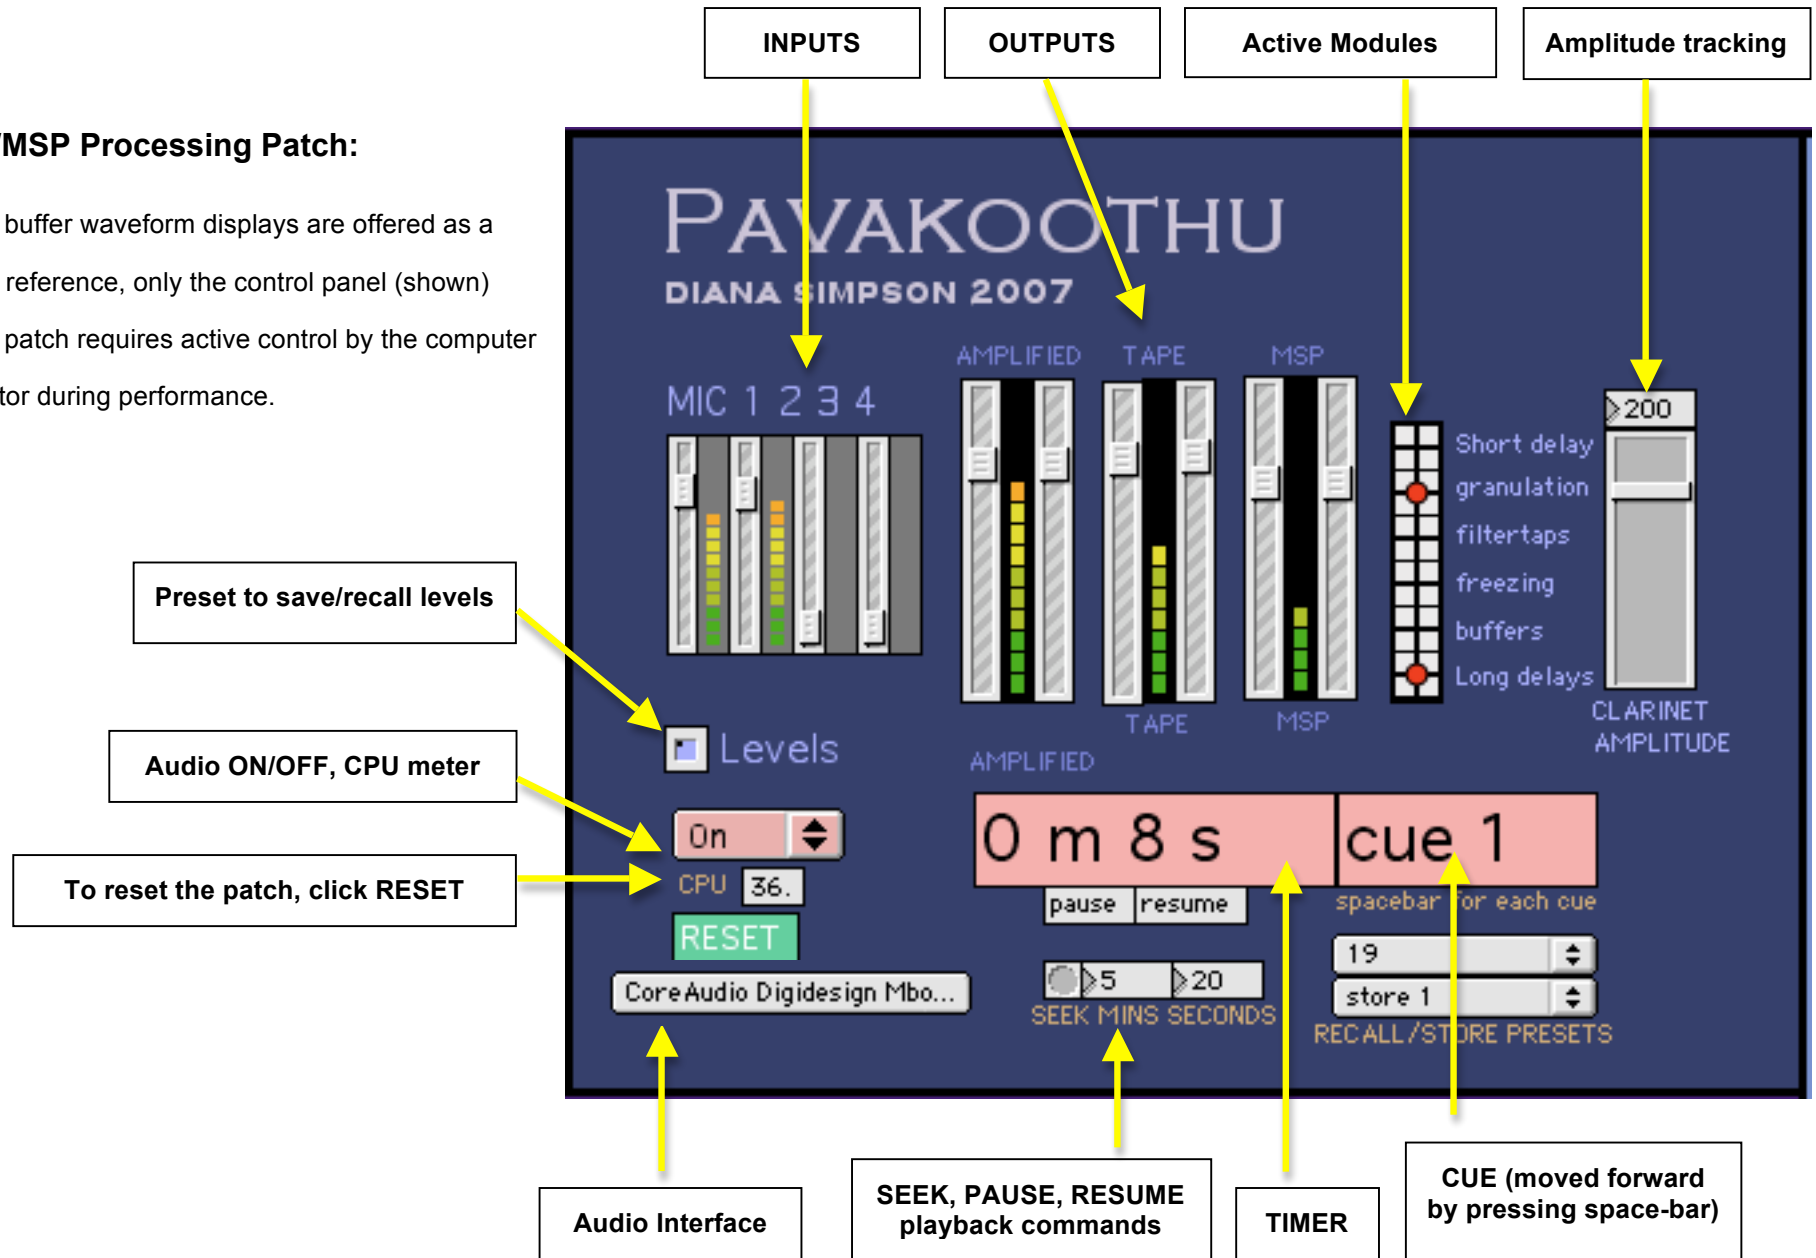 INPUTS
OUTPUTS
Active Modules
Amplitude tracking
/MSP Processing Patch:
buffer waveform displays are offered as a
reference, only the control panel (shown)
patch requires active control by the computer
tor during performance.
PAVAKOOTHU
DIANA SIMPSON 2007
AMPLIFIED TAPE MSP
MIC 1 2 3 4
200
Short delay
granulation
filtertaps
freezing
buffers
Long delays
CLARINET
AMPLITUDE
TAPE MSP
AMPLIFIED
Preset to save/recall levels
Levels
Audio ON/OFF, CPU meter
On
0 m 8 s
cue 1
To reset the patch, click RESET
CPU 36.
pause resume
spacebar for each cue
RESET
19
CoreAudio Digidesign Mbo...
5 20
store 1
SEEK MINS SECONDS
RECALL/STORE PRESETS
Audio Interface
SEEK, PAUSE, RESUME
playback commands
TIMER
CUE (moved forward
by pressing space-bar)